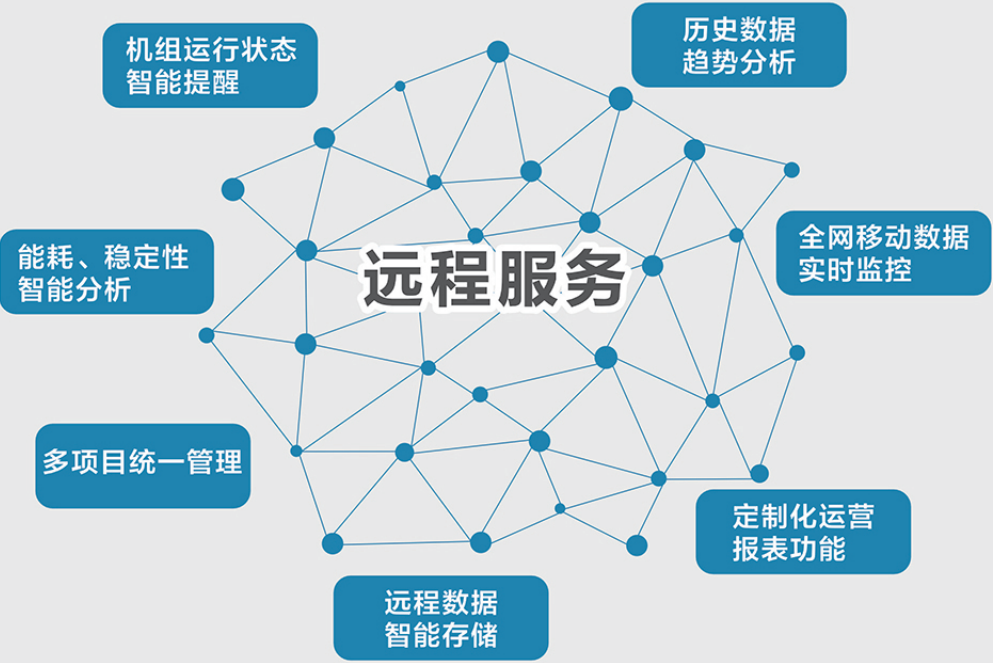 机组运行状态
智能提醒
历史数据
趋势分析
能耗、稳定性
智能分析
远程服务
全网移动数据
实时监控
多项目统一管理
定制化运营
报表功能
远程数据
智能存储